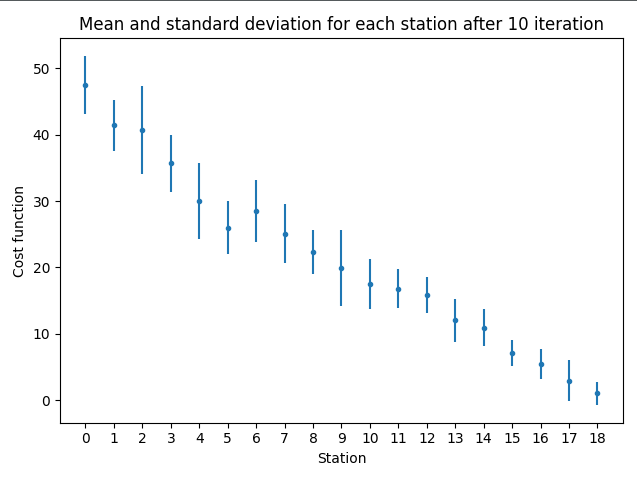 Mean and standard deviation for each station after 10 iteration
50
40
30
20
10
0
Cost function
0 1 2 3 4 5 6 7 8 9 10 11 12 13 14 15 16 17 18
Station